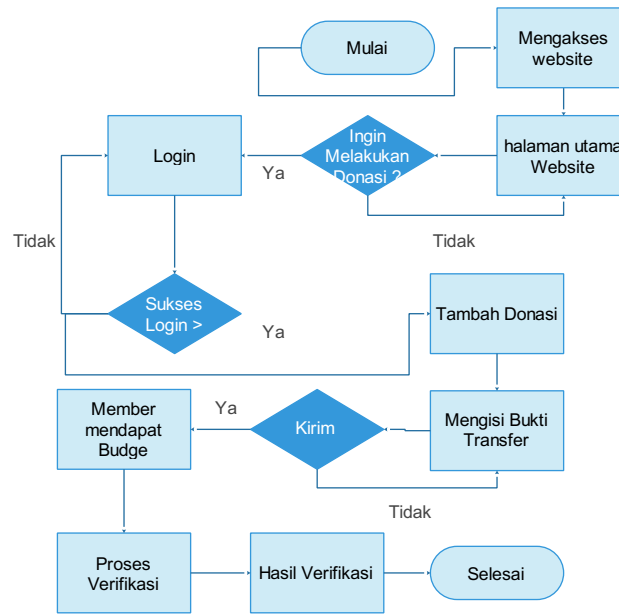 Mulai
Mengakses
website
Ingin
Melakukan
Donasi ?
halaman utama
Website
Login
Ya
Tidak
Tidak
Sukses
Login >
Ya
Tambah Donasi
Member
mendapat
Budge
Ya
Kirim
Mengisi Bukti
Transfer
Tidak
Proses
Verifikasi
Hasil Verifikasi
Selesai